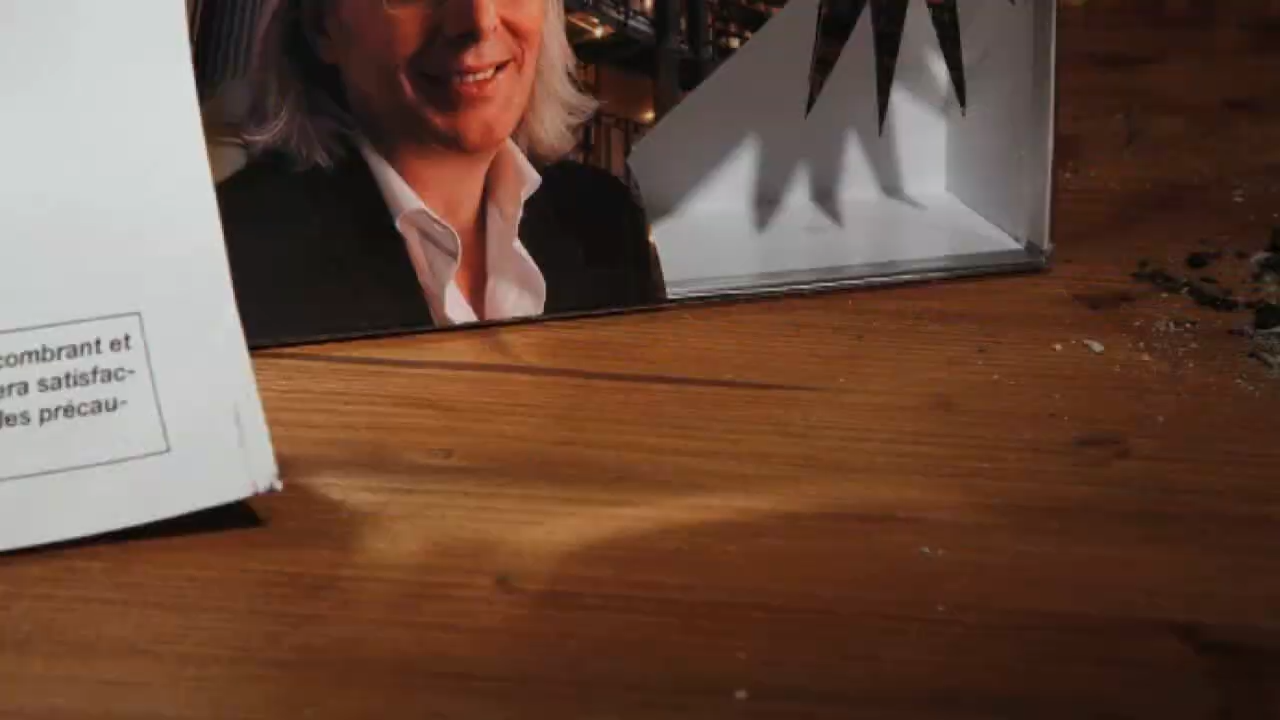 combrant et
era satisfac-
les précau-